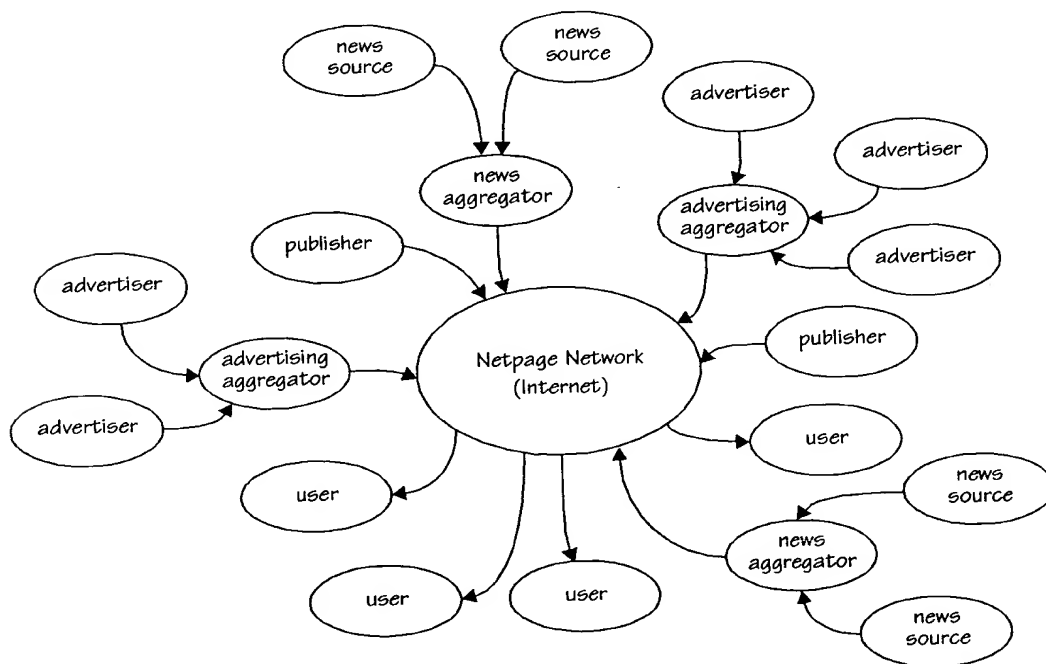 news
source
news
source
advertiser
advertiser
news
aggregator
advertising
aggregator
publisher
advertiser
advertiser
publisher
advertising
aggregator
Netpage Network
(Internet)
advertiser
user
user
news
source
news
aggregator
user
user
news
source